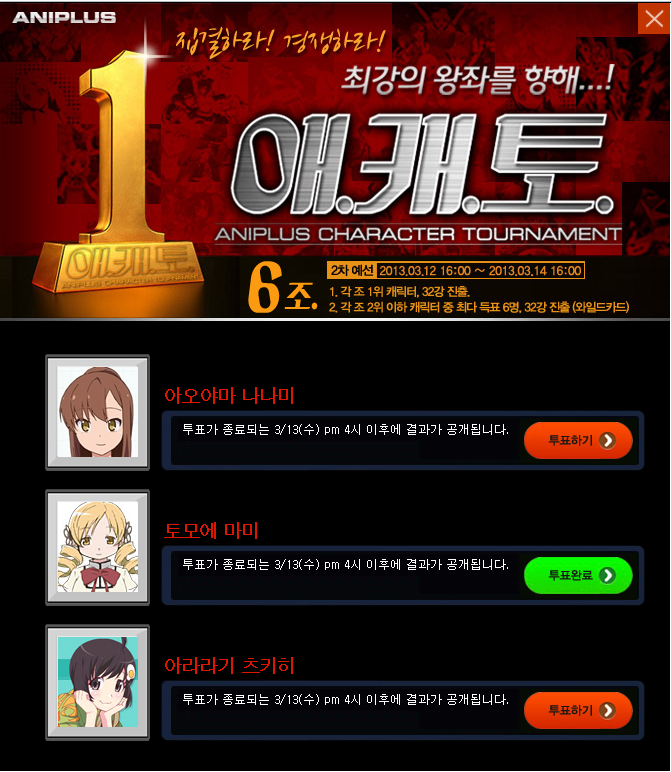 ANIPLUS
집결하라! 경쟁하라!
최강의 왕좌를 향해...!
1
애.캐.토.
ANIPLUS CHARACTER TOURNAMENT
애.캐.토.
ANIPLUS CHARACTER TOURNAMENT
6조.
2차 예선 2013.03.12 16:00 ~ 2013.03.14 16:00
1. 각 조 1위 캐릭터, 32강 진출.
2. 각 조 2위 이하 캐릭터 중 최다 득표 6명, 32강 진출 (와일드카드)
아오야마 나나미
투표가 종료되는 3/13(수) pm 4시 이후에 결과가 공개됩니다.
투표하기
토모에 마미
투표가 종료되는 3/13(수) pm 4시 이후에 결과가 공개됩니다.
투표완료
아라라기 츠키히
투표가 종료되는 3/13(수) pm 4시 이후에 결과가 공개됩니다.
투표하기